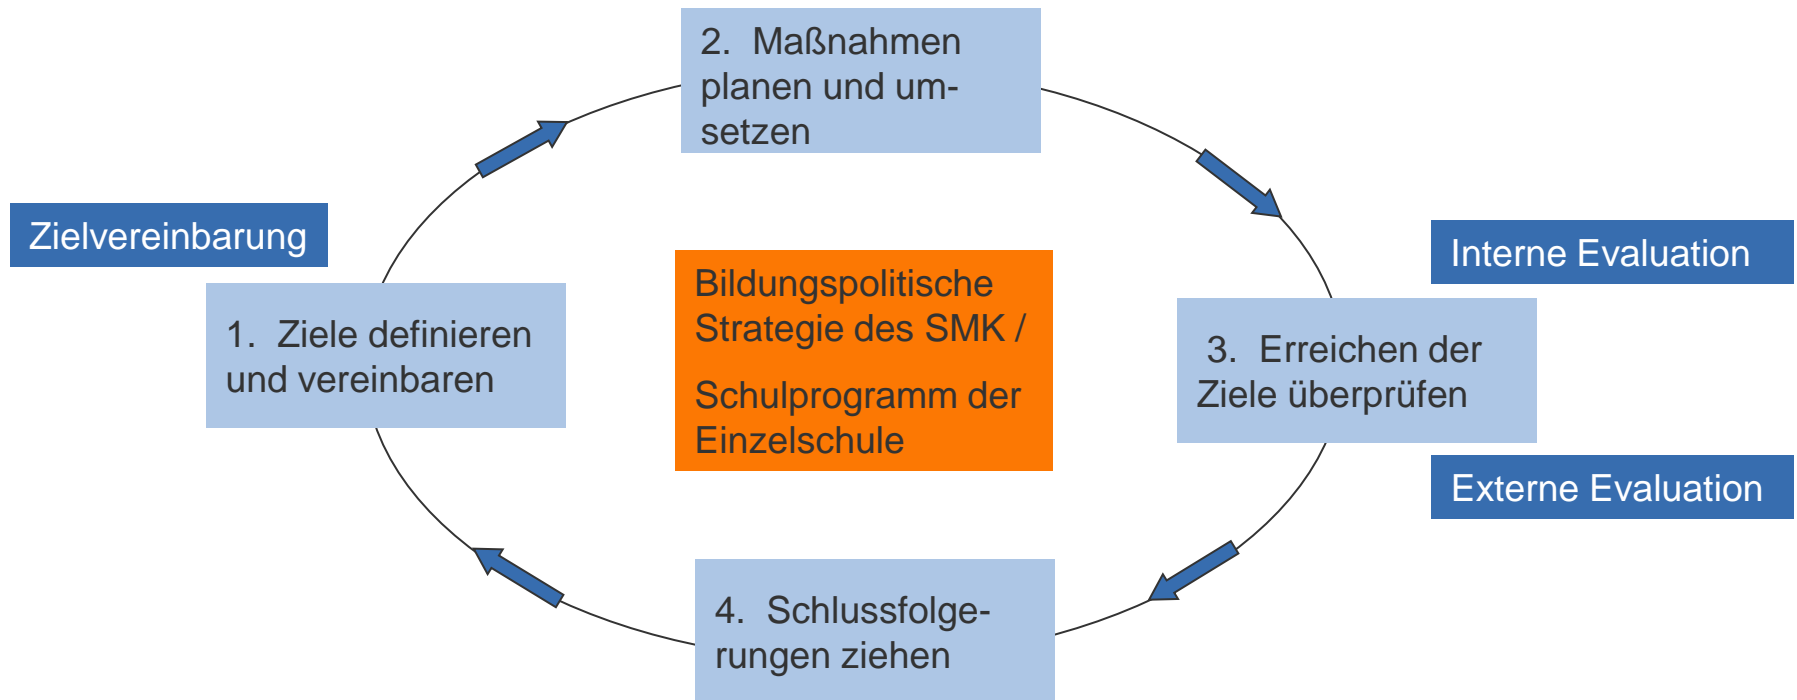 2. Maßnahmen
planen und um-
setzen
Zielvereinbarung
1. Ziele definieren
und vereinbaren
Bildungspolitische
Strategie des SMK /
Schulprogramm der
Einzelschule
Interne Evaluation
3. Erreichen der
Ziele überprüfen
Externe Evaluation
4. Schlussfolge-
rungen ziehen